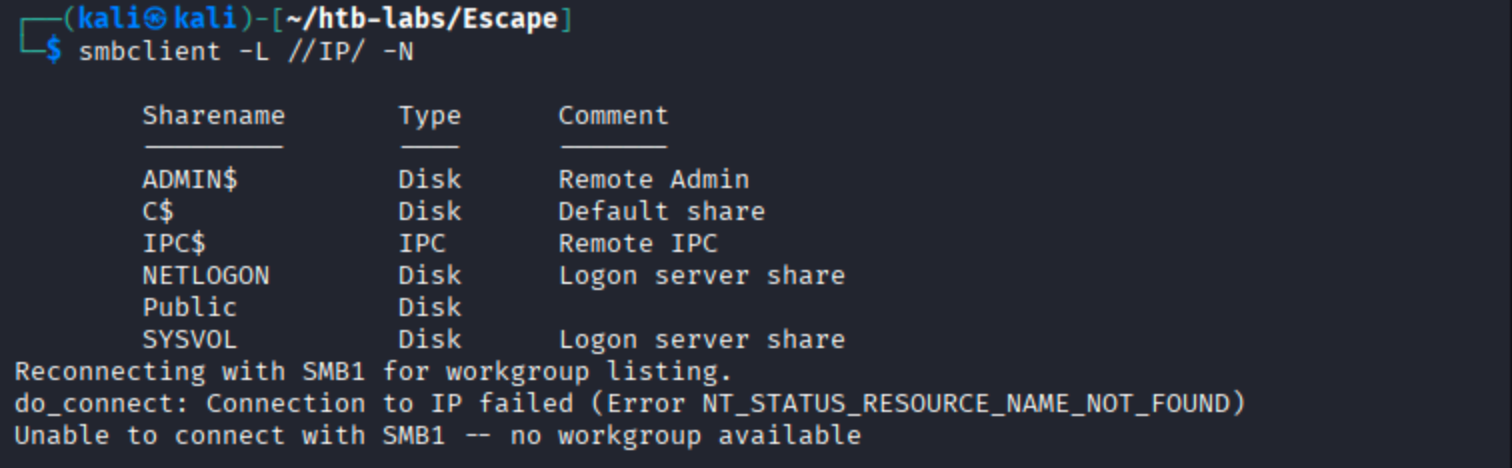 ┌──(kali㉿kali)-[~/htb-labs/Escape]
└─$ smbclient -L //IP/ -N
Sharename Type Comment
--------- ---- -------
ADMIN$ Disk Remote Admin
C$ Disk Default share
IPC$ IPC Remote IPC
NETLOGON Disk Logon server share
Public Disk
SYSVOL Disk Logon server share
Reconnecting with SMB1 for workgroup listing.
do_connect: Connection to IP failed (Error NT_STATUS_RESOURCE_NAME_NOT_FOUND)
Unable to connect with SMB1 -- no workgroup available